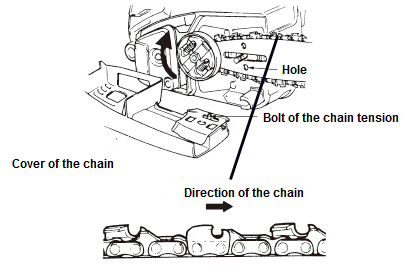 Hole
Bolt of the chain tension
Cover of the chain
Direction of the chain